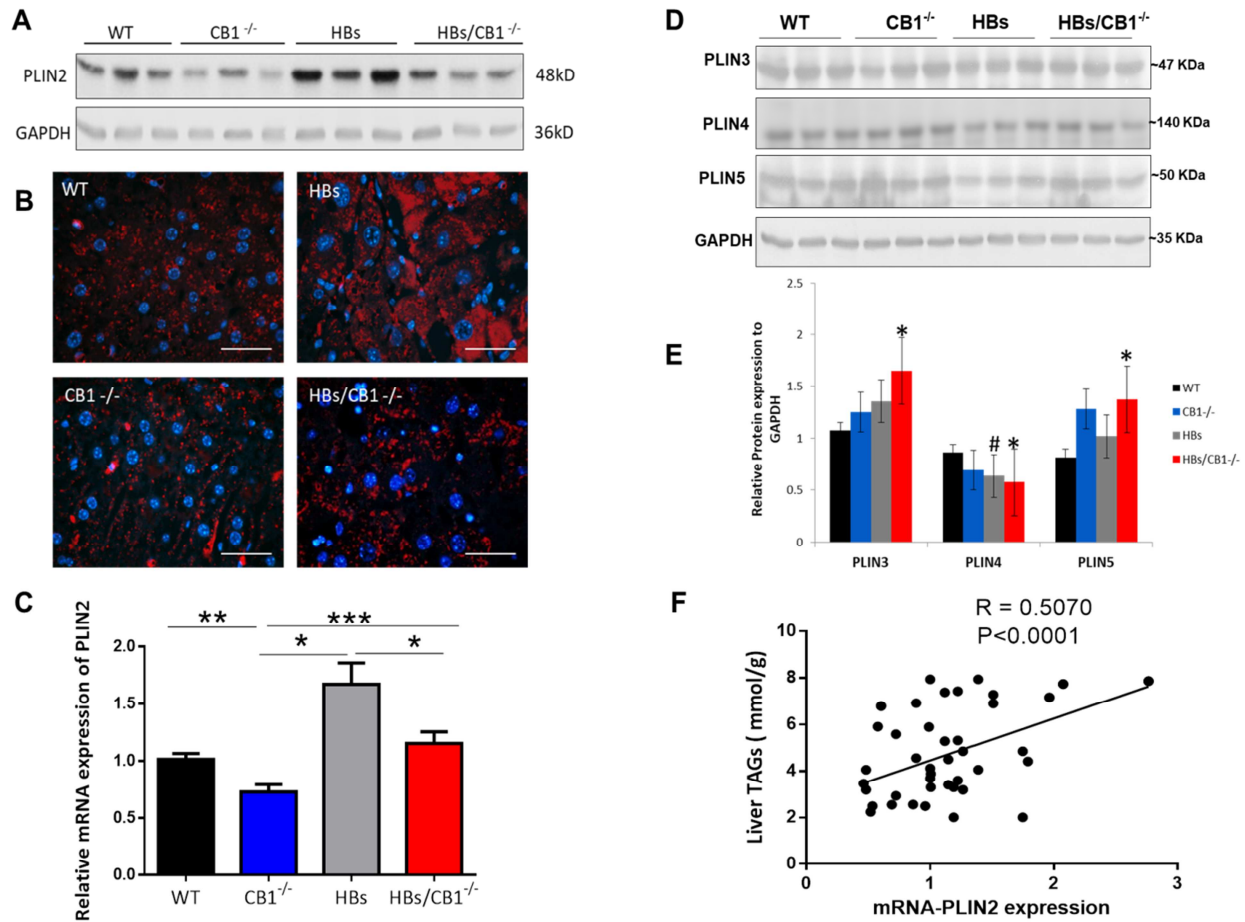 A
WT CB1 -/- HBs HBs/CB1 -/-
PLIN2 48kD
GAPDH 36kD
B
WT
HBs
CB1 -/-
HBs/CB1 -/-
C
Relative mRNA expression of PLIN2
** *** * *
2.0
1.5
1.0
0.5
0.0
WT CB1-/- HBs HBs/CB1-/-
D
WT CB1-/- HBs HBs/CB1-/-
PLIN3 ~47 KDa
PLIN4 ~140 KDa
PLIN5 ~50 KDa
GAPDH ~35 KDa
E
Relative Protein expression to
GAPDH
2.5
2
1.5
1
0.5
0
* # * *
PLIN3 PLIN4 PLIN5
WT
CB1-/-
HBs
HBs/CB1-/-
F
R = 0.5070
P<0.0001
Liver TAGs ( mmol/g)
10
8
6
4
2
0
0 1 2 3
mRNA-PLIN2 expression